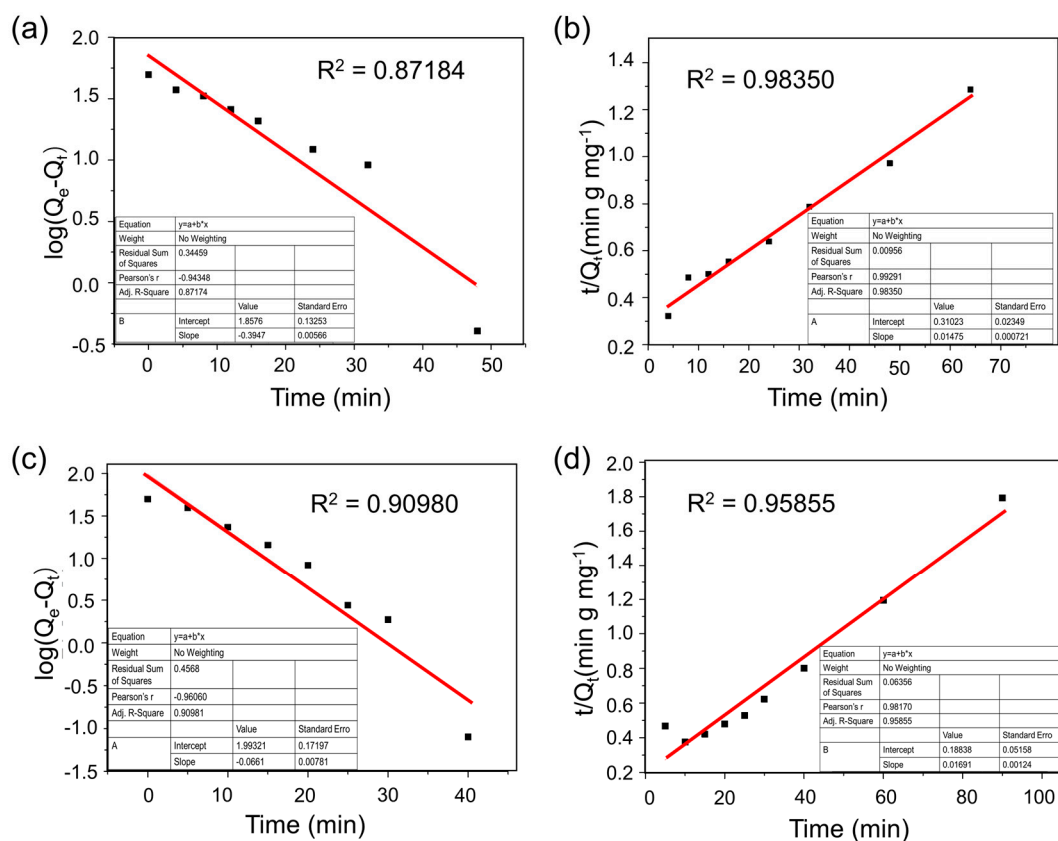 (a)
log(Qe-Qt)
2.0
1.5
1.0
0.5
0.0
-0.5
R² = 0.87184
Equation y=a+b*x
Weight No Weighting
Residual Sum of Squares 0.34459
Pearson's r -0.94348
Adj. R-Square 0.87174
Value Standard Erro
B Intercept 1.8576 0.13253
Slope -0.3947 0.00566
0 10 20 30 40 50
Time (min)
(b)
t/Qt(min g mg-1)
1.4
1.2
1.0
0.8
0.6
0.4
0.2
R² = 0.98350
Equation y=a+b*x
Weight No Weighting
Residual Sum of Squares 0.00956
Pearson's r 0.99291
Adj. R-Square 0.98350
Value Standard Erro
A Intercept 0.31023 0.02349
Slope 0.01475 0.000721
0 10 20 30 40 50 60 70
Time (min)
(c)
log(Qe-Qt)
2.0
1.5
1.0
0.5
0.0
-0.5
-1.0
-1.5
R² = 0.90980
Equation y=a+b*x
Weight No Weighting
Residual Sum of Squares 0.4568
Pearson's r -0.96060
Adj. R-Square 0.90981
Value Standard Erro
A Intercept 1.99321 0.17197
Slope -0.0661 0.00781
0 10 20 30 40
Time (min)
(d)
t/Qt(min g mg-1)
2.0
1.8
1.6
1.4
1.2
1.0
0.8
0.6
0.4
0.2
R² = 0.95855
Equation y=a+b*x
Weight No Weighting
Residual Sum of Squares 0.06356
Pearson's r 0.98170
Adj. R-Square 0.95855
Value Standard Erro
B Intercept 0.18838 0.05158
Slope 0.01691 0.00124
0 20 40 60 80 100
Time (min)